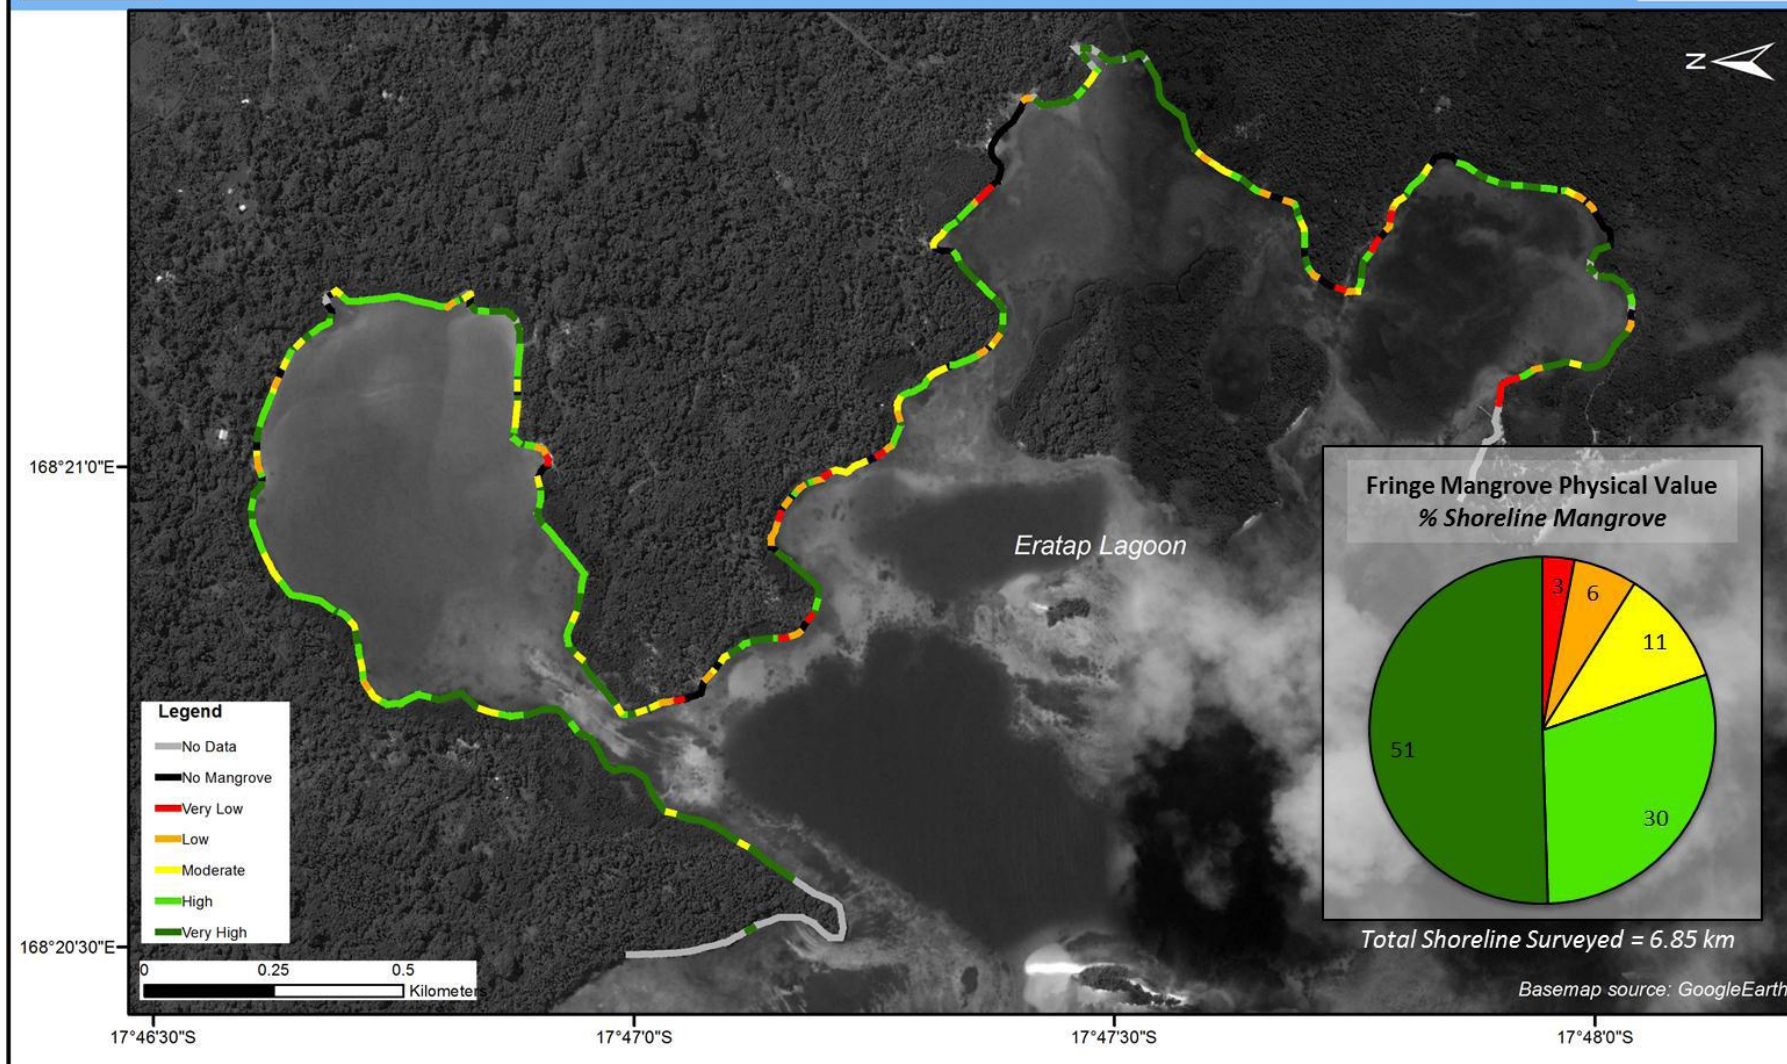 N
168°21'0"E
168°20'30"E
Eratap Lagoon
Fringe Mangrove Physical Value
% Shoreline Mangrove
3
6
11
30
51
Total Shoreline Surveyed = 6.85 km
Basemap source: GoogleEarth
Legend
No Data
No Mangrove
Very Low
Low
Moderate
High
Very High
0 0.25 0.5
Kilometers
17°46'30"S 17°47'0"S 17°47'30"S 17°48'0"S